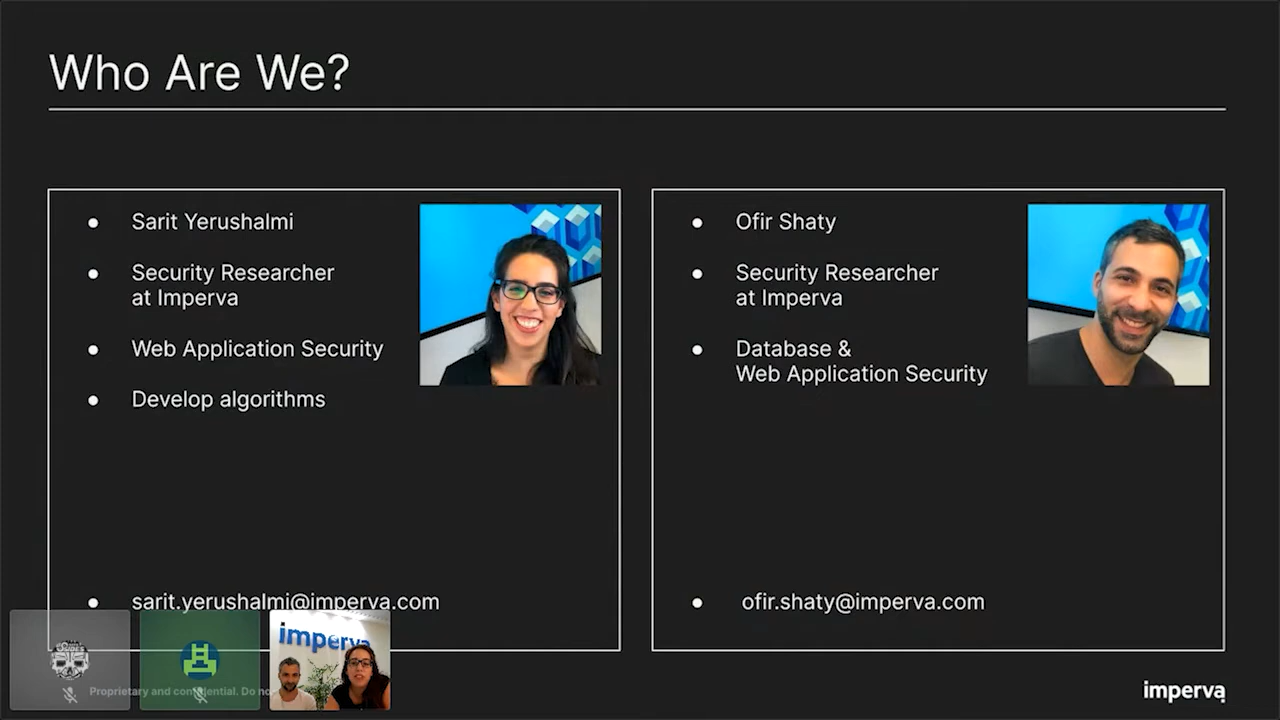 Who Are We?
Sarit Yerushalmi
Security Researcher
at Imperva
Web Application Security
Develop algorithms
sarit.yerushalmi@imperva.com
Ofir Shaty
Security Researcher
at Imperva
Database &
Web Application Security
ofir.shaty@imperva.com
imperva
Proprietary and confidential. Do
imperva